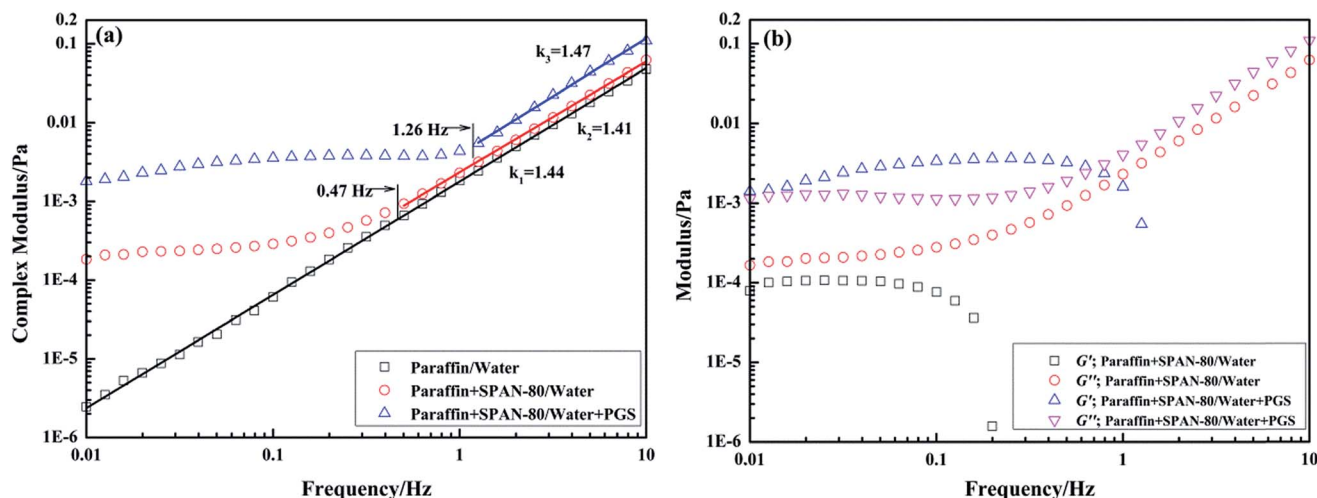 (a)
Complex Modulus/Pa
0.2
0.1
0.01
1E-3
1E-4
1E-5
1E-6
k₃=1.47
1.26 Hz
k₂=1.41
k₁=1.44
0.47 Hz
Paraffin/Water
Paraffin+SPAN-80/Water
Paraffin+SPAN-80/Water+PGS
0.01 0.1 1 10
Frequency/Hz
(b)
Modulus/Pa
0.2
0.1
0.01
1E-3
1E-4
1E-5
1E-6
G'; Paraffin+SPAN-80/Water
G''; Paraffin+SPAN-80/Water
G'; Paraffin+SPAN-80/Water+PGS
G''; Paraffin+SPAN-80/Water+PGS
0.01 0.1 1 10
Frequency/Hz